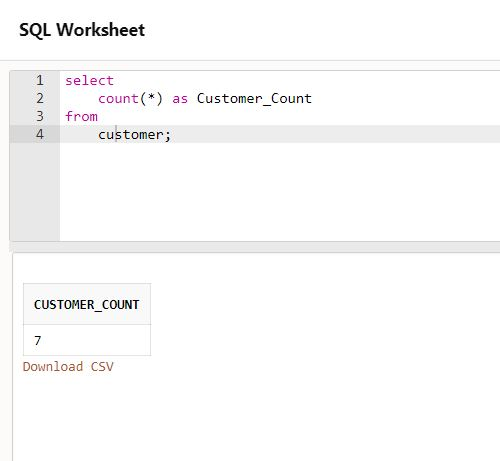 SQL Worksheet
1 select
2 count(*) as Customer_Count
3 from
4 customer;
CUSTOMER_COUNT
7
Download CSV